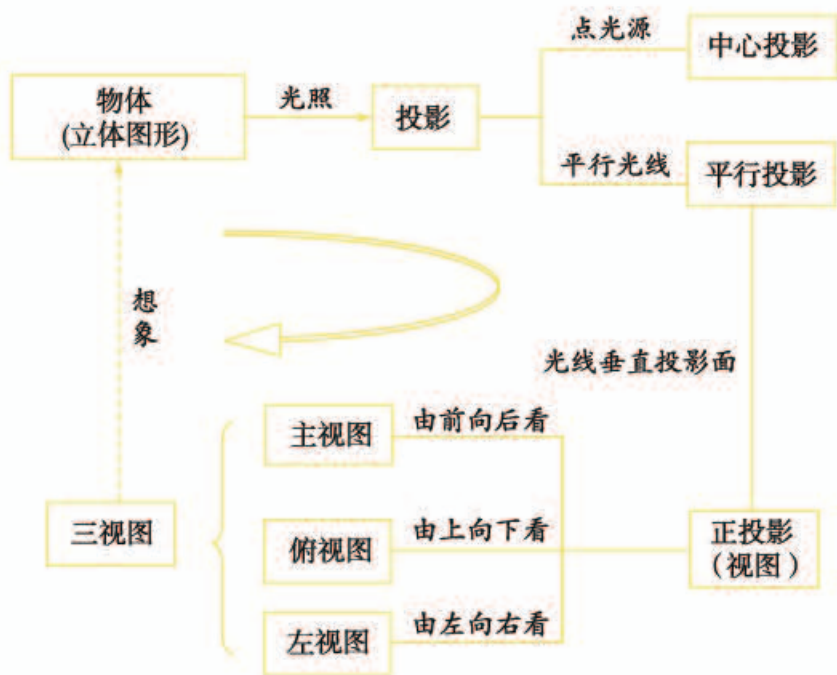 点光源
中心投影
物体
(立体图形)
光照
投影
平行光线
平行投影
想
象
光线垂直投影面
主视图
由前向后看
三视图
俯视图
由上向下看
正投影
(视图)
左视图
由左向右看